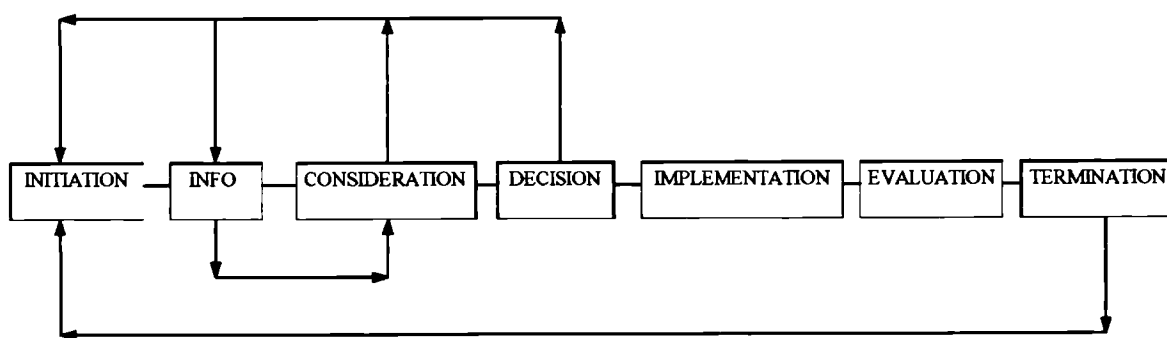 INITIATION
INFO
CONSIDERATION
DECISION
IMPLEMENTATION
EVALUATION
TERMINATION